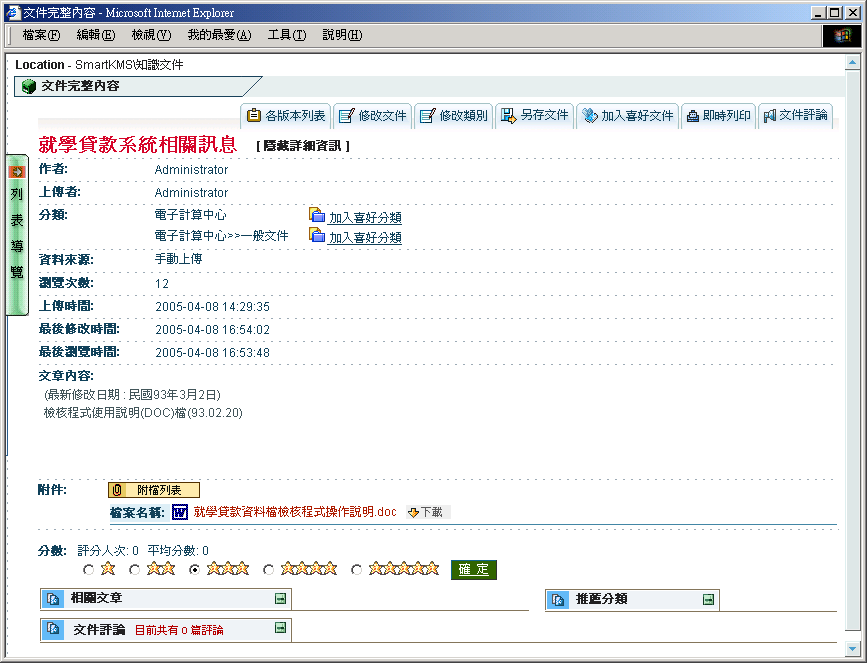 文件完整內容 - Microsoft Internet Explorer
檔案(F) 編輯(E) 檢視(V) 我的最愛(A) 工具(T) 說明(H)
Location - SmartKMS\知識文件
文件完整內容
各版本列表 修改文件 修改類別 另存文件 加入喜好文件 即時列印 文件評論
就學貸款系統相關訊息 [ 隱藏詳細資訊 ]
列表導覽
作者: Administrator
上傳者: Administrator
分類: 電子計算中心 加入喜好分類
電子計算中心>>一般文件 加入喜好分類
資料來源: 手動上傳
瀏覽次數: 12
上傳時間: 2005-04-08 14:29:35
最後修改時間: 2005-04-08 16:54:02
最後瀏覽時間: 2005-04-08 16:53:48
文章內容:
(最新修改日期 : 民國93年3月2日)
檢核程式使用說明(DOC)檔(93.02.20)
附件: 附檔列表
檔案名稱: W 就學貸款資料檔檢核程式操作說明.doc 下載
分數: 評分人次: 0 平均分數: 0
確定
相關文章 推薦分類
文件評論 目前共有 0 篇評論